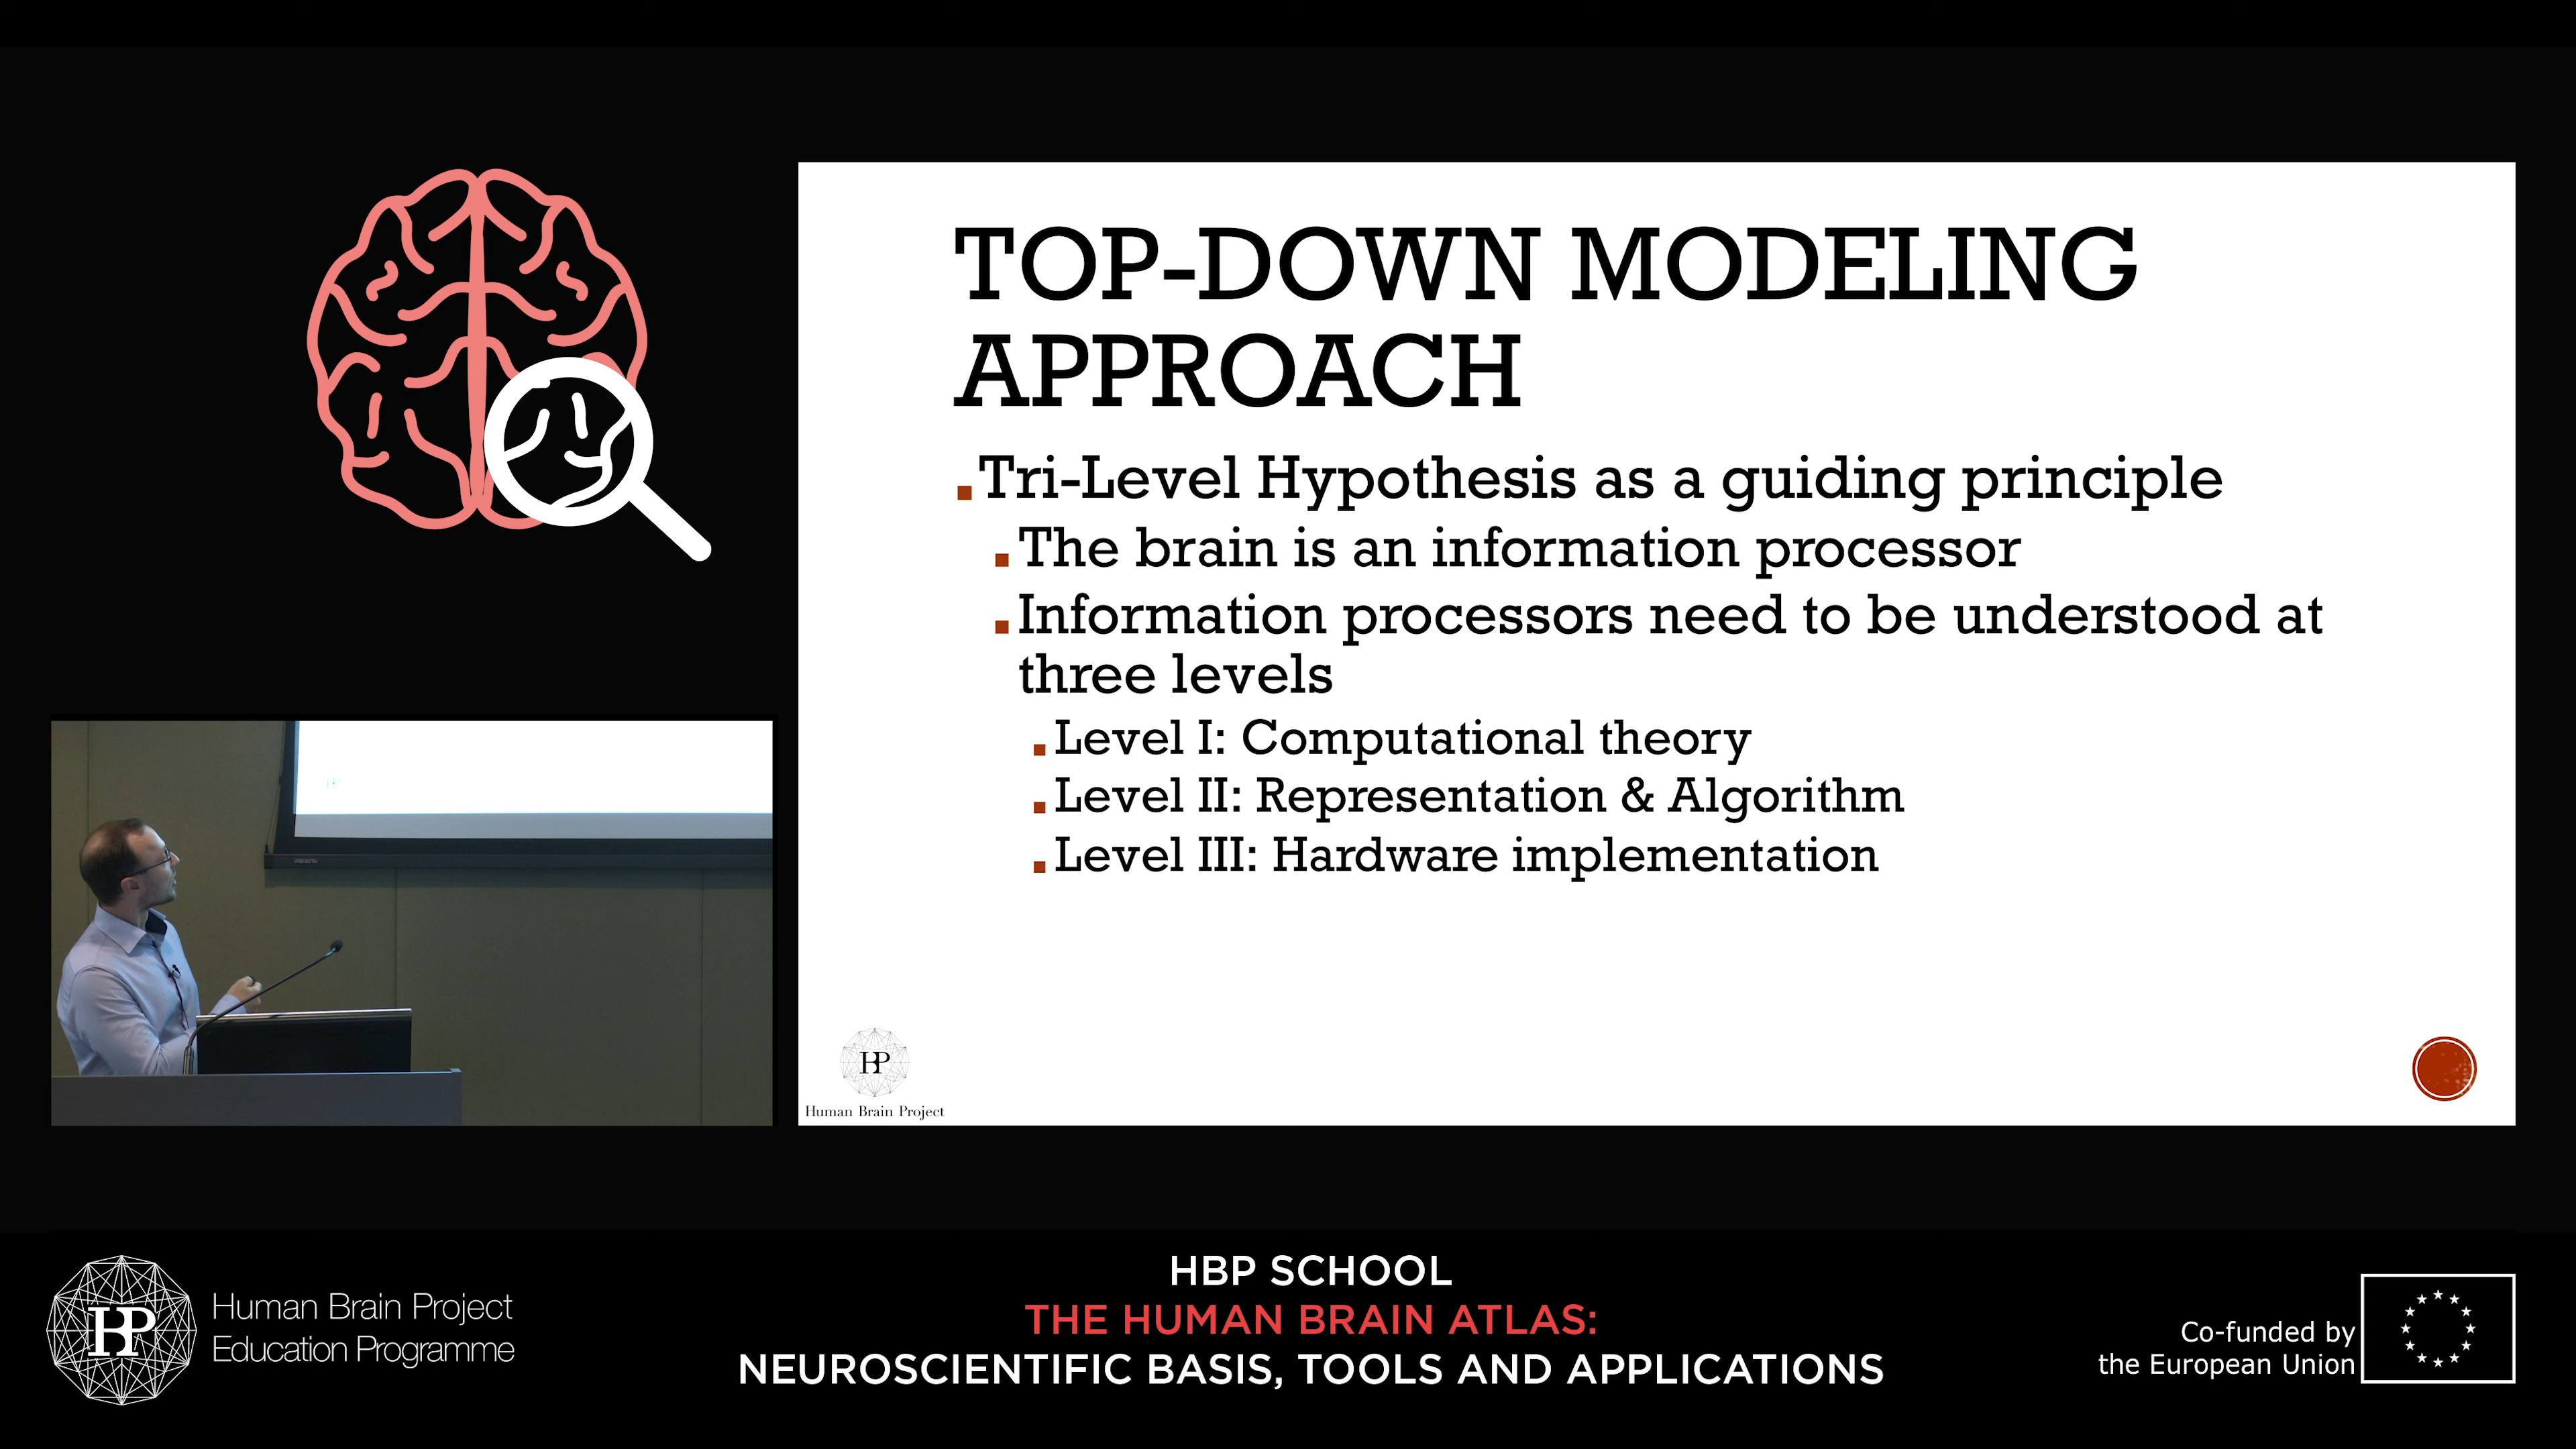 TOP-DOWN MODELING
APPROACH
Tri-Level Hypothesis as a guiding principle
The brain is an information processor
Information processors need to be understood at
three levels
Level I: Computational theory
Level II: Representation & Algorithm
Level III: Hardware implementation
HBP
Human Brain Project
HBP
Human Brain Project
Education Programme
HBP SCHOOL
THE HUMAN BRAIN ATLAS:
NEUROSCIENTIFIC BASIS, TOOLS AND APPLICATIONS
Co-funded by
the European Union